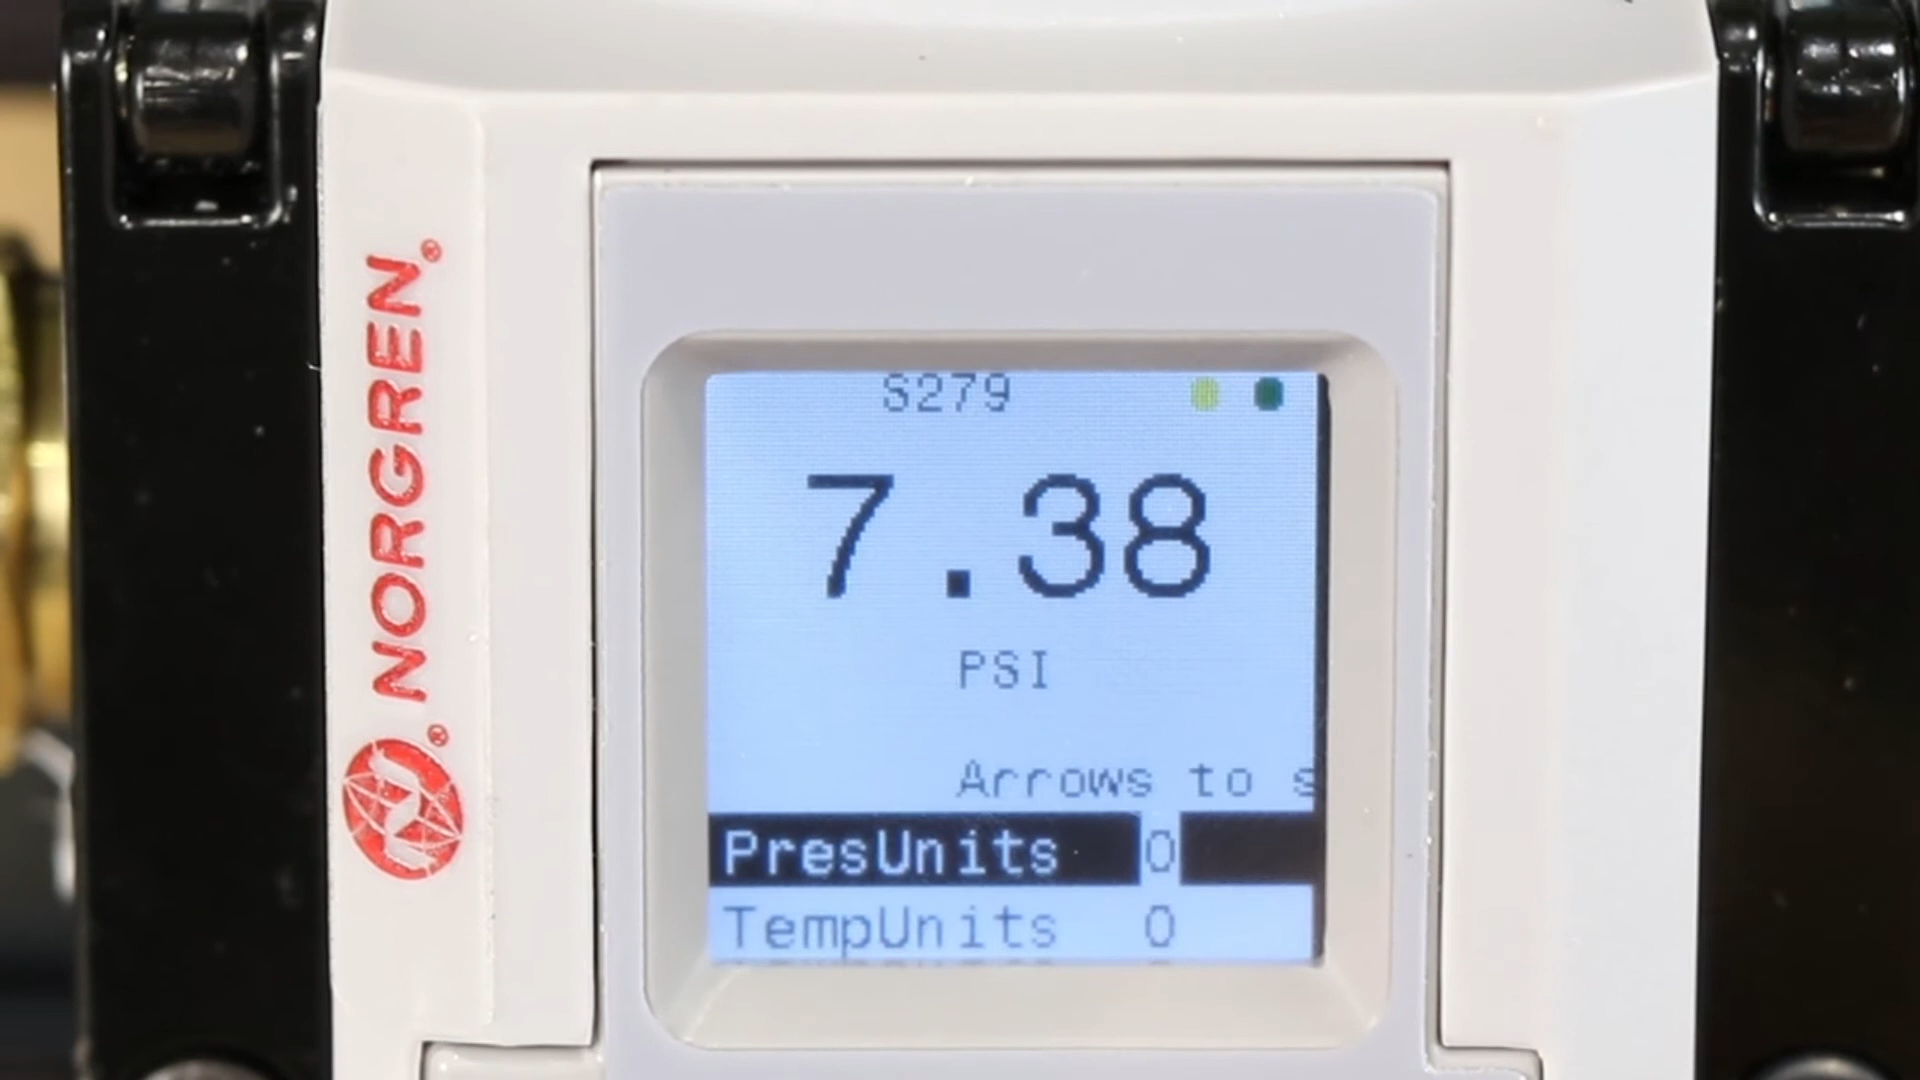 NORGREN®
S279
7.38
PSI
Arrows to s
PresUnits 0
TempUnits 0